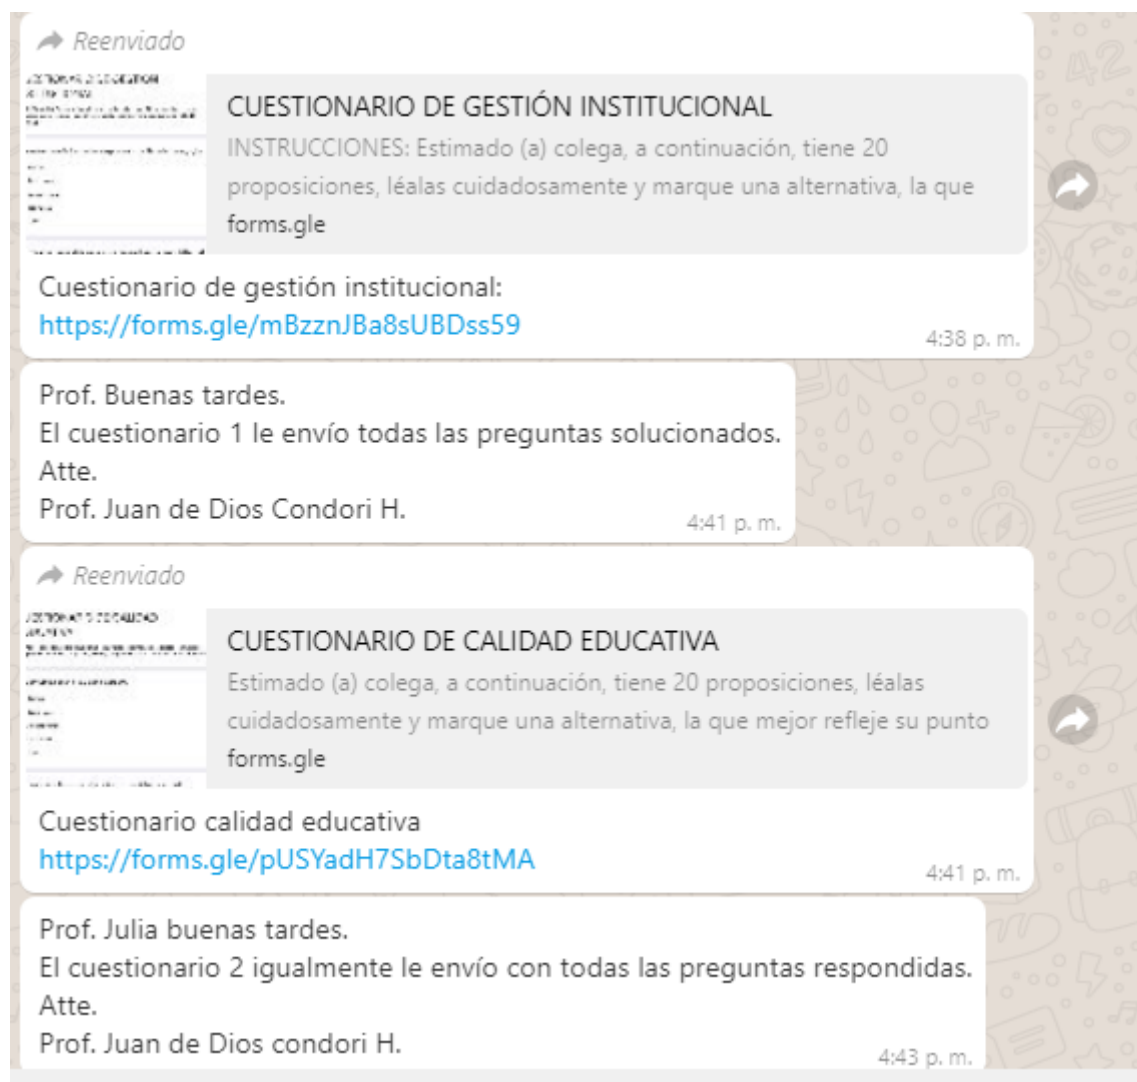 Reenviado
CUESTIONARIO DE GESTIÓN INSTITUCIONAL
INSTRUCCIONES: Estimado (a) colega, a continuación, tiene 20
proposiciones, léalas cuidadosamente y marque una alternativa, la que
forms.gle
Cuestionario de gestión institucional:
https://forms.gle/mBzznJBa8sUBDss59
4:38 p. m.
Prof. Buenas tardes.
El cuestionario 1 le envío todas las preguntas solucionados.
Atte.
Prof. Juan de Dios Condori H.
4:41 p. m.
Reenviado
CUESTIONARIO DE CALIDAD EDUCATIVA
Estimado (a) colega, a continuación, tiene 20 proposiciones, léalas
cuidadosamente y marque una alternativa, la que mejor refleje su punto
forms.gle
Cuestionario calidad educativa
https://forms.gle/pUSYadH7SbDta8tMA
4:41 p. m.
Prof. Julia buenas tardes.
El cuestionario 2 igualmente le envío con todas las preguntas respondidas.
Atte.
Prof. Juan de Dios condori H.
4:43 p. m.